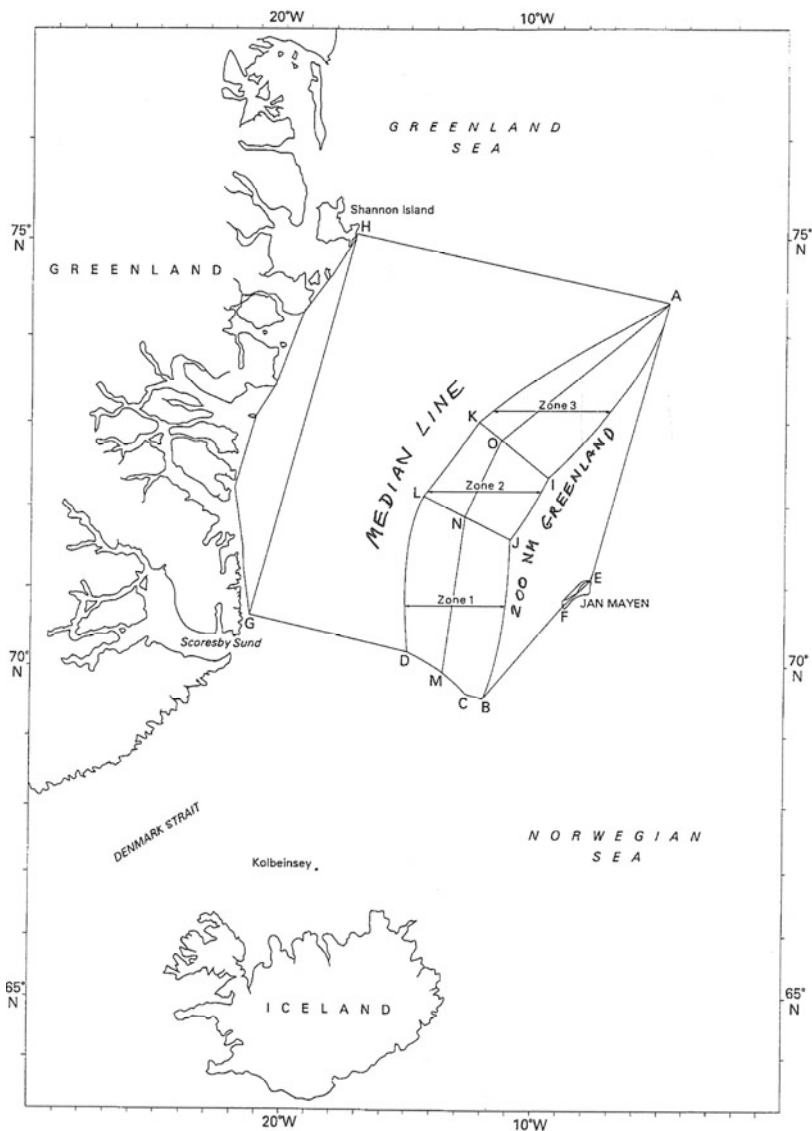 20°W
10°W
GREENLAND
SEA
Shannon Island
H
75°
N
75°
N
GREENLAND
A
MEDIAN LINE
K
Zone 3
O
I
L
Zone 2
N
J
200 NM GREENLAND
E
JAN MAYEN
F
Zone 1
G
Scoresby Sund
D
M
C
B
70°
N
70°
N
DENMARK STRAIT
NORWEGIAN
SEA
Kolbeinsey
65°
N
65°
N
ICELAND
20°W
10°W